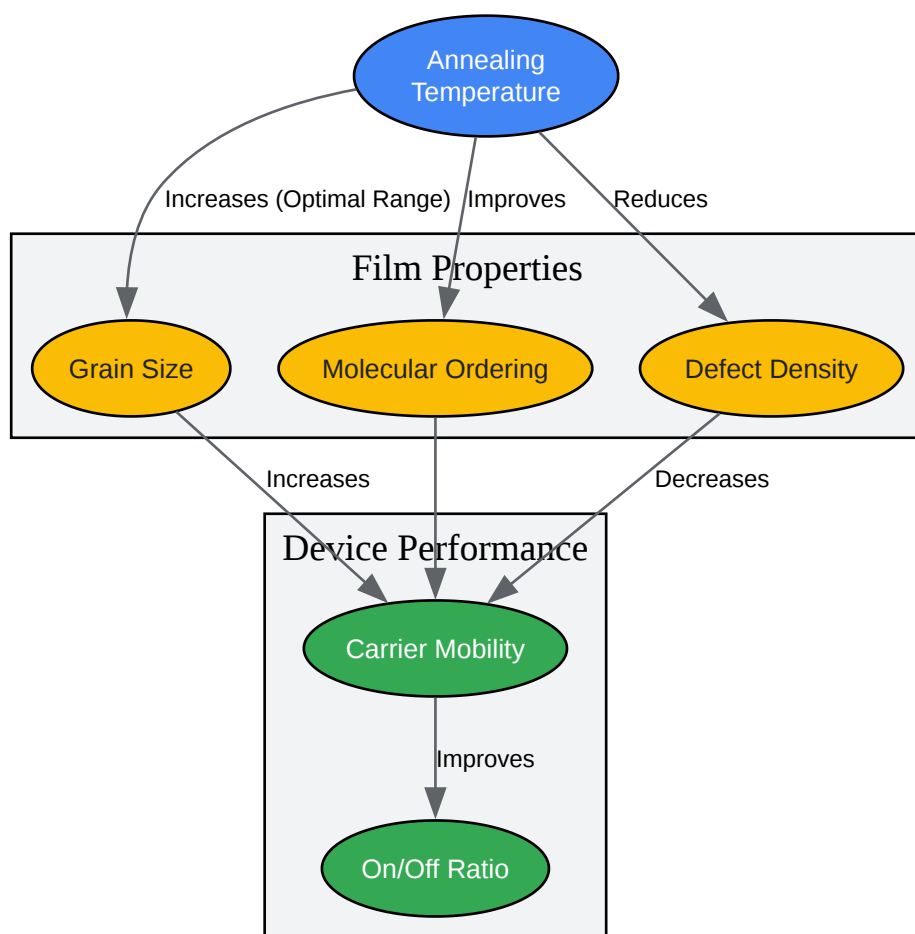 Annealing
Temperature
Increases (Optimal Range)
Improves
Reduces
Film Properties
Grain Size
Molecular Ordering
Defect Density
Increases
Decreases
Device Performance
Carrier Mobility
Improves
On/Off Ratio